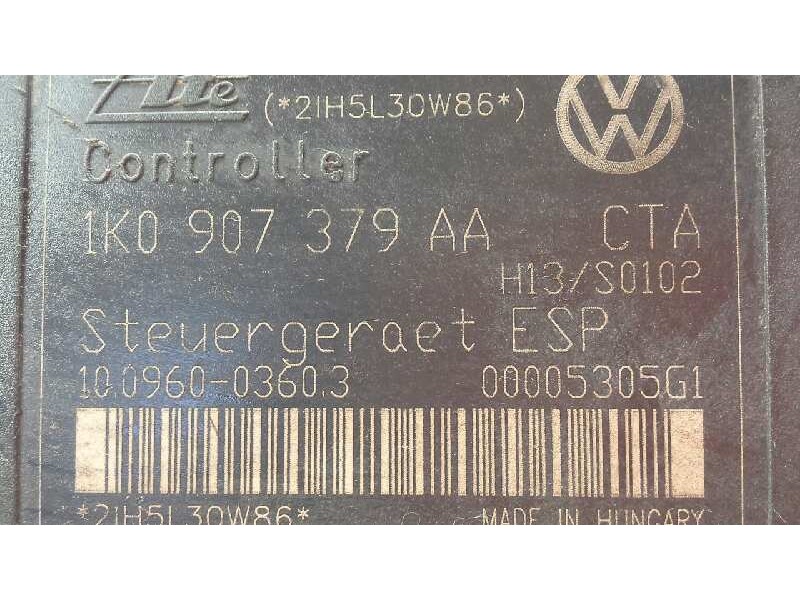 Ate (*2IH5L30W86*)
Controller
1K0 907 379 AA CTA
H13/S0102
Steuergeraet ESP
10.0960-0360.3 00005305G1
*2IH5L30W86* MADE IN HUNGARY